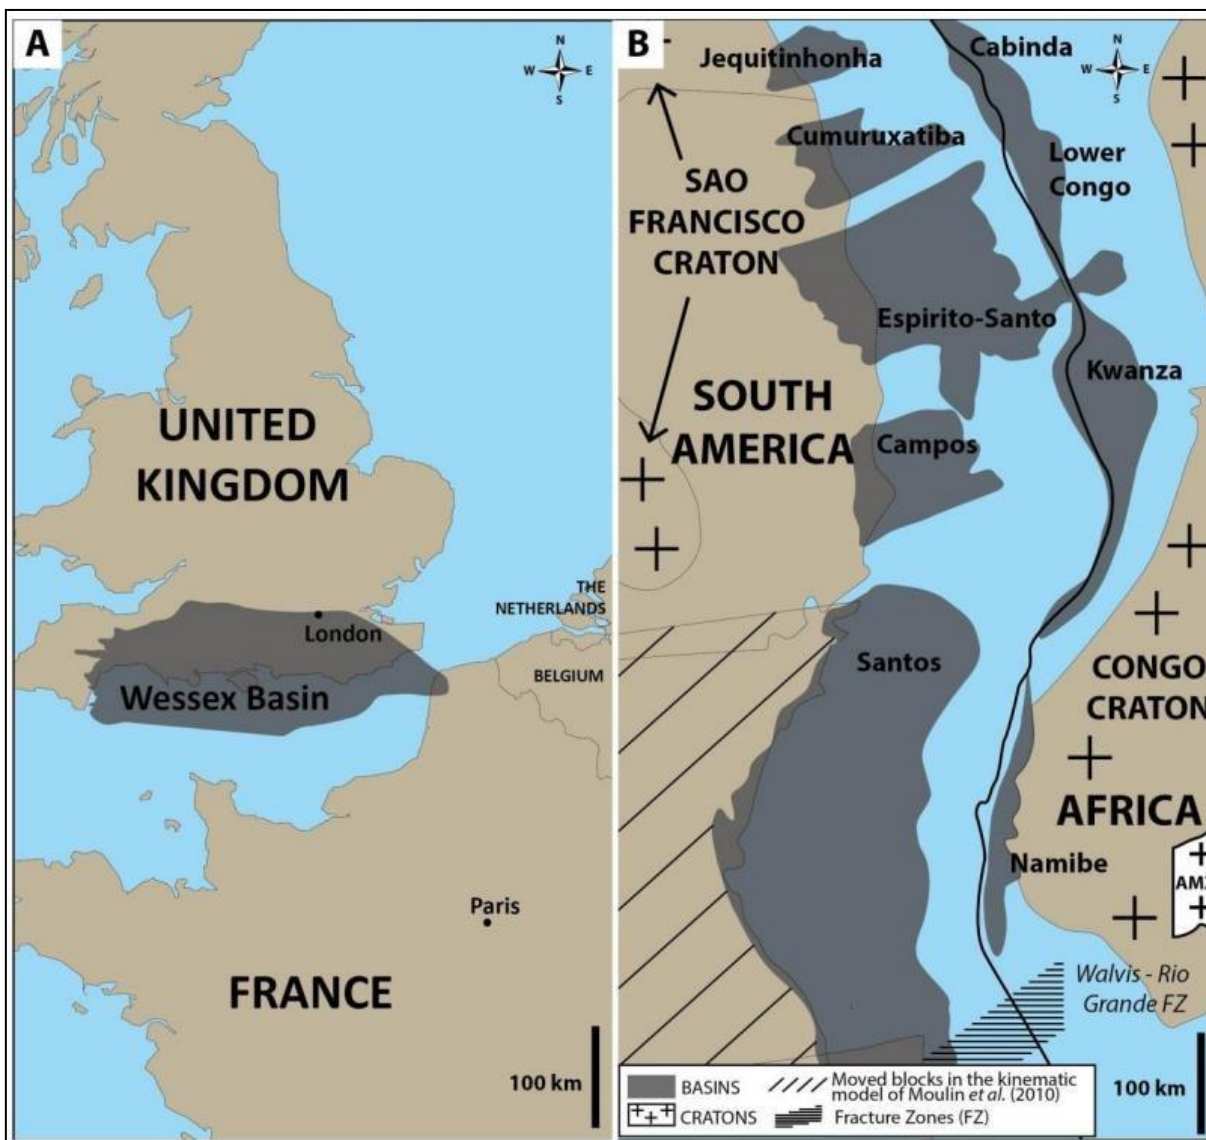 A
N
W E
S
UNITED
KINGDOM
THE
NETHERLANDS
London
BELGIUM
Wessex Basin
Paris
FRANCE
100 km
B
Jequitinhonha
Cabinda
N
W E
S
Cumuruxatiba
Lower
Congo
SAO
FRANCISCO
CRATON
Espirito-Santo
Kwanza
SOUTH
AMERICA
Campos
Santos
CONGO
CRATON
AFRICA
Namibe
AM
Walvis - Rio
Grande FZ
BASINS
Moved blocks in the kinematic
model of Moulin et al. (2010)
CRATONS
Fracture Zones (FZ)
100 km